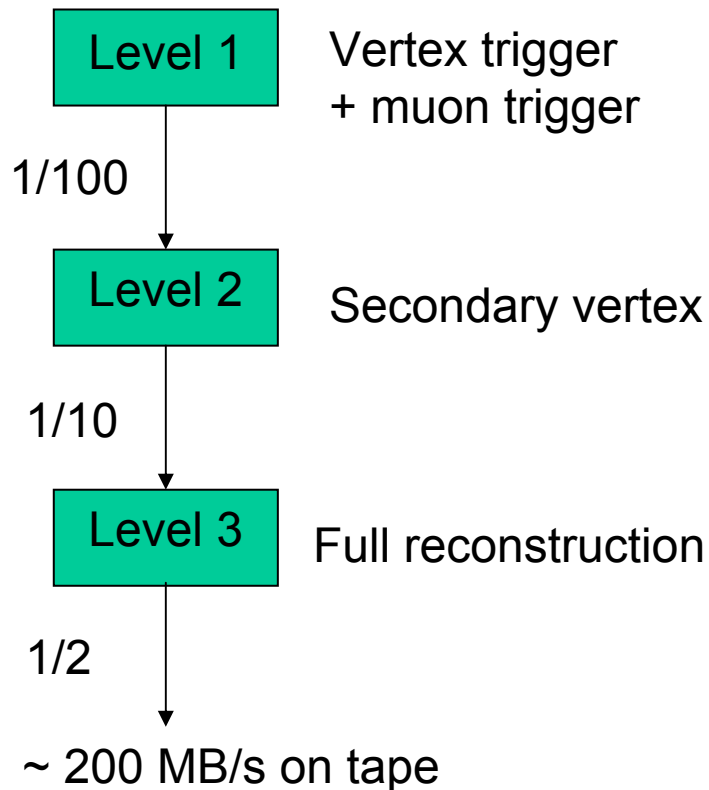 Level 1
Vertex trigger
+ muon trigger
1/100
Level 2
Secondary vertex
1/10
Level 3
Full reconstruction
1/2
~ 200 MB/s on tape